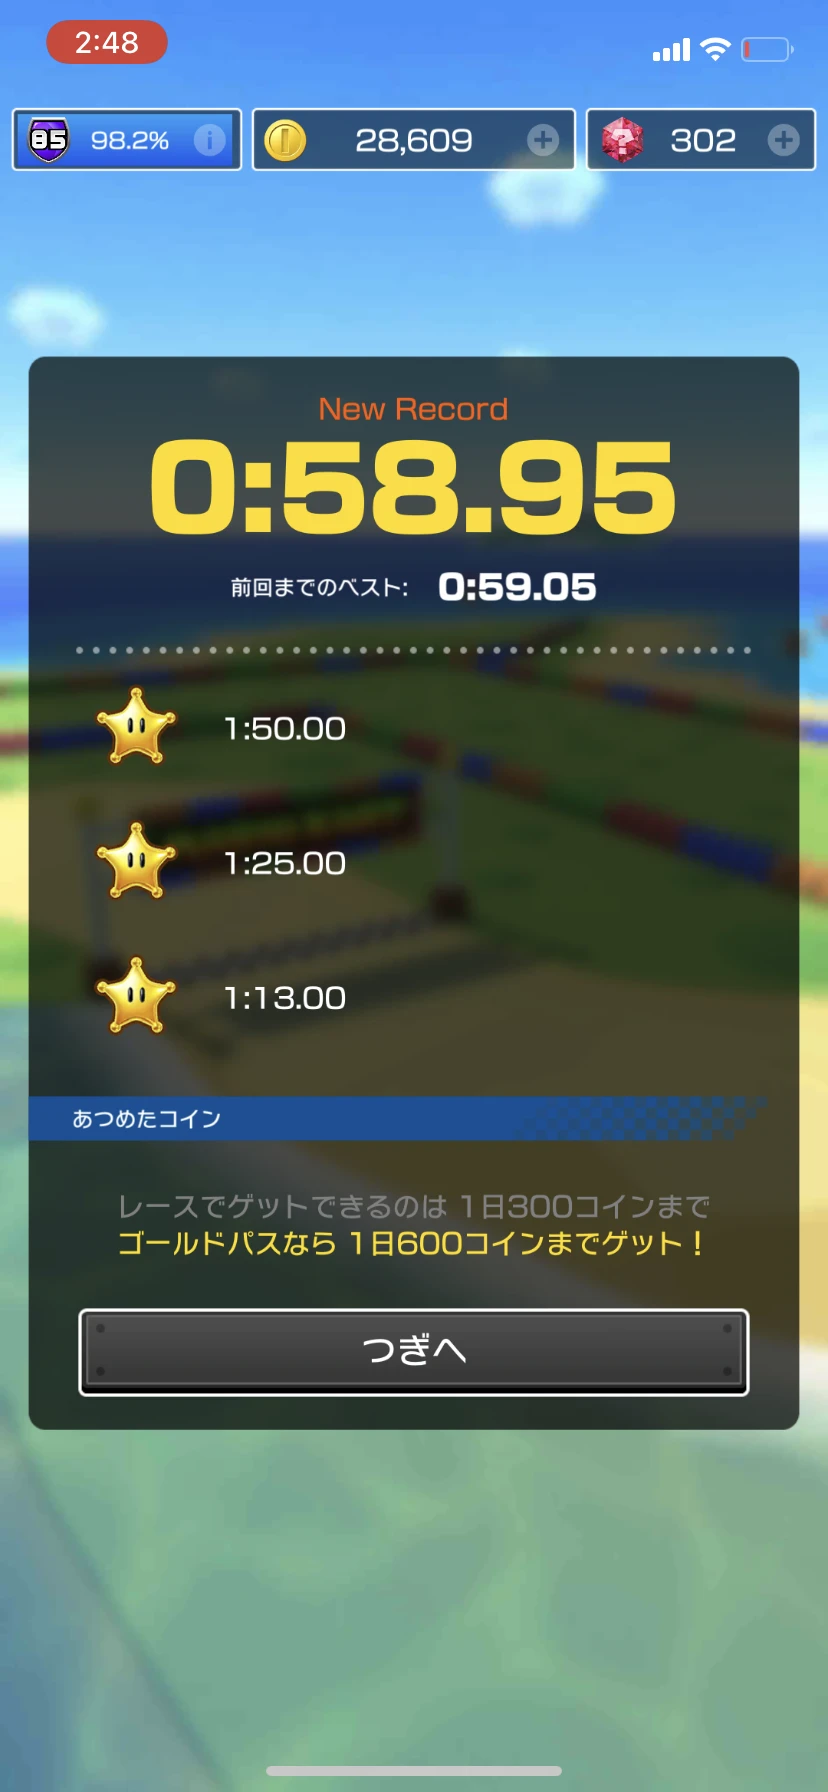 2:48
85 98.2% 28,609 302
New Record
0:58.95
前回までのベスト: 0:59.05
1:50.00
1:25.00
1:13.00
あつめたコイン
レースでゲットできるのは 1日300コインまで
ゴールドパスなら 1日600コインまでゲット！
つぎへ